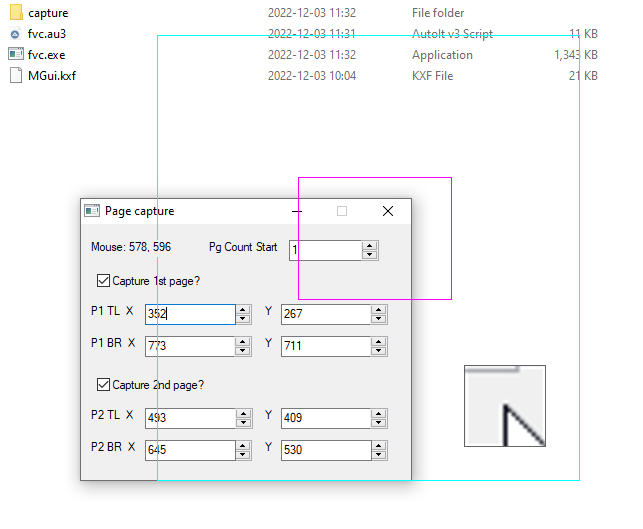 capture 2022-12-03 11:32 File folder
fvc.au3 2022-12-03 11:31 AutoIt v3 Script 11 KB
fvc.exe 2022-12-03 11:32 Application 1,343 KB
MGui.kxf 2022-12-03 10:04 KXF File 21 KB
Page capture
Mouse: 578, 596 Pg Count Start 1
Capture 1st page?
P1 TL X 352 Y 267
P1 BR X 773 Y 711
Capture 2nd page?
P2 TL X 493 Y 409
P2 BR X 645 Y 530